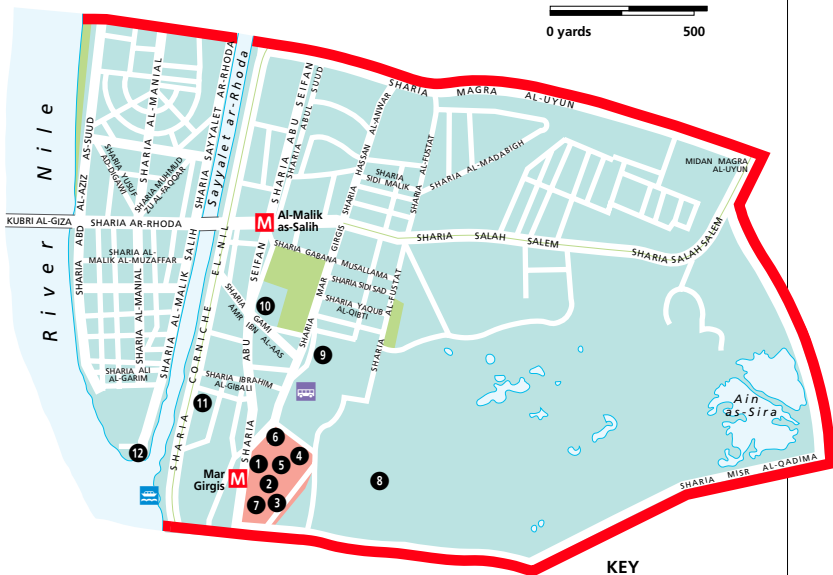 0 yards 500
River Nile
Sayyalet ar-Rhoda
SHARIA ABD AL-AZIZ AS-SUUD
SHARIA AL-MANIAL
SHARIA YUSUF
AD-DIGAWI
SHARIA MUHMUD
ZU AL-FAQQAR
SHARIA SAYYALET AR-RHODA
SHARIA ABU SEIFAN
SHARIA ABUL SUUD
SHARIA HASSAN AL-ANWAR
SHARIA MAGRA AL-UYUN
SHARIA AL-FUSTAT
SHARIA AL-MADABIGH
SHARIA
SIDI MALIK
MIDAN MAGRA
AL-UYUN
KUBRI AL-GIZA
SHARIA AR-RHODA
M
Al-Malik
as-Salih
SHARIA SALAH SALEM
SHARIA SALAH SALEM
SHARIA AL-
MALIK AL-MUZAFFAR
SHARIA GABANA MUSALLAMA
SHARIA SIDI SAD
SHARIA YAQUB
AL-QIBTI
SHARIA MAR GIRGIS
SHARIA AL-FUSTAT
SHARIA AL-MANIAL
SHARIA AL-MALIK SALIH
SHARIA CORNICHE EL-NIL
SHARIA GAMI
AMR IBN AL-AAS
SHARIA ABU SEIFAN
10
9
SHARIA ALI
AL-GARIM
SHARIA IBRAHIM
AL-GIBALI
11
12
6
1
5
4
2
7
3
8
M
Mar
Girgis
Ain
as-Sira
SHARIA MISR AL-QADIMA
KEY